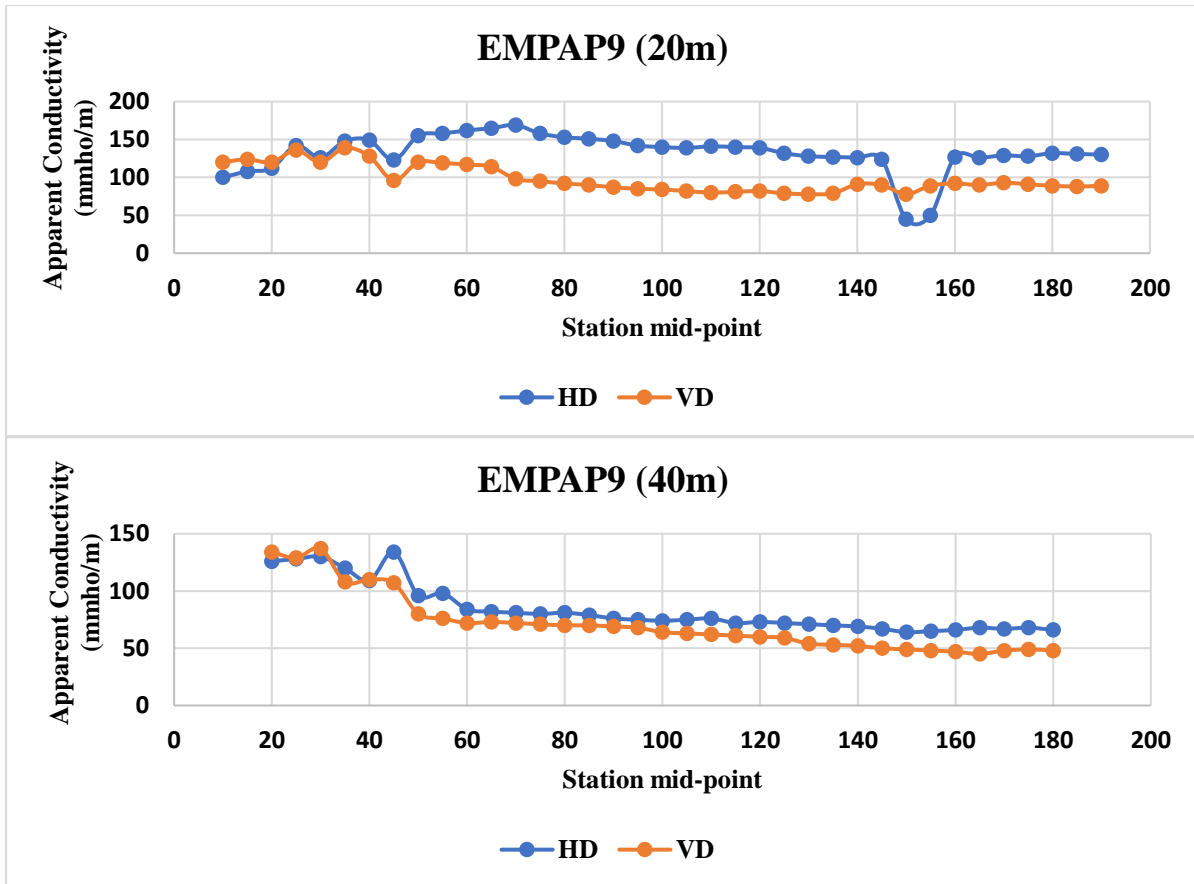 EMPAP9 (20m)
Apparent Conductivity
(mmho/m)
200
150
100
50
0
0 20 40 60 80 100 120 140 160 180 200
Station mid-point
HD VD
EMPAP9 (40m)
Apparent Conductivity
(mmho/m)
150
100
50
0
0 20 40 60 80 100 120 140 160 180 200
Station mid-point
HD VD